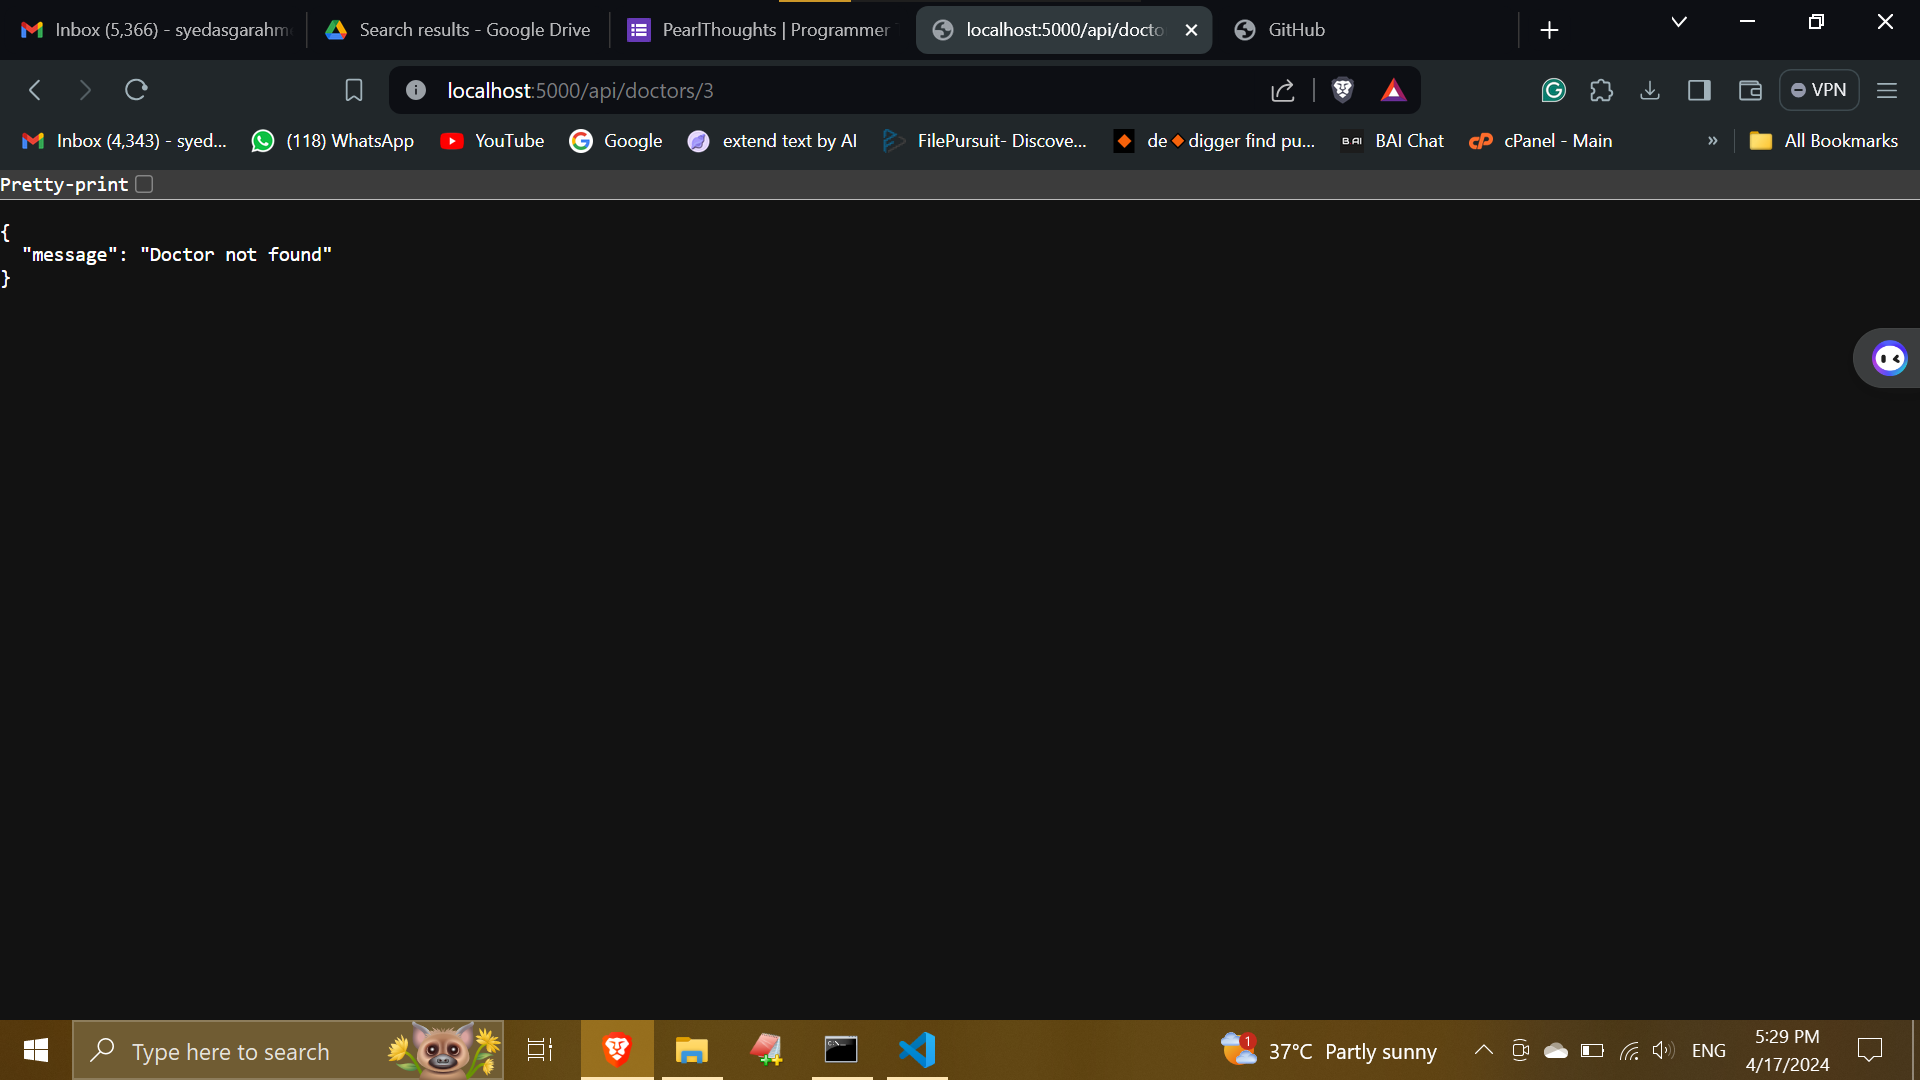 Inbox (5,366) - syedasgarahm
Search results - Google Drive
PearlThoughts | Programmer
localhost:5000/api/docto
GitHub
localhost:5000/api/doctors/3
VPN
Inbox (4,343) - syed...
(118) WhatsApp
YouTube
Google
extend text by AI
FilePursuit- Discove...
de◆digger find pu...
B AI
BAI Chat
cPanel - Main
»
All Bookmarks
Pretty-print
{
"message": "Doctor not found"
}
Type here to search
1
37°C Partly sunny
ENG
5:29 PM
4/17/2024